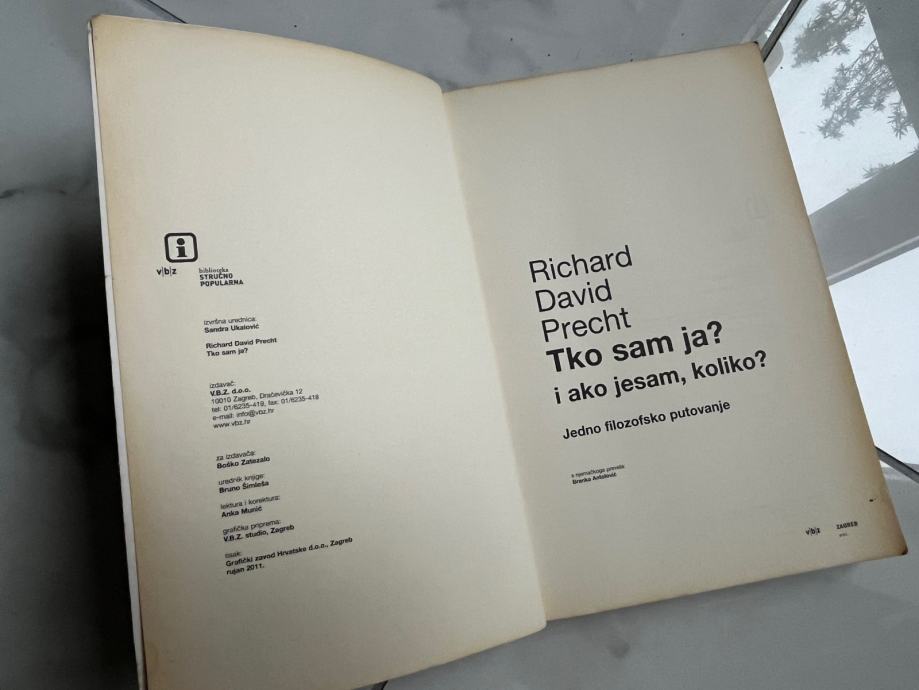 i
v|b|z
biblioteka
STRUČNO
POPULARNA
izvršna urednica:
Sandra Ukalović
Richard David Precht
Tko sam ja?
izdavač:
V.B.Z. d.o.o.
10010 Zagreb, Dračevička 12
tel: 01/6235-419, fax: 01/6235-418
e-mail: info@vbz.hr
www.vbz.hr
za izdavača:
Boško Zatezalo
urednik knjige:
Bruno Šimleša
lektura i korektura:
Anka Munić
grafička priprema:
V.B.Z. studio, Zagreb
tisak:
Grafički zavod Hrvatske d.o.o., Zagreb
rujan 2011.
Richard
David
Precht
Tko sam ja?
i ako jesam, koliko?
Jedno filozofsko putovanje
s njemačkoga prevela:
Branka Antolović
v|b|z
ZAGREB